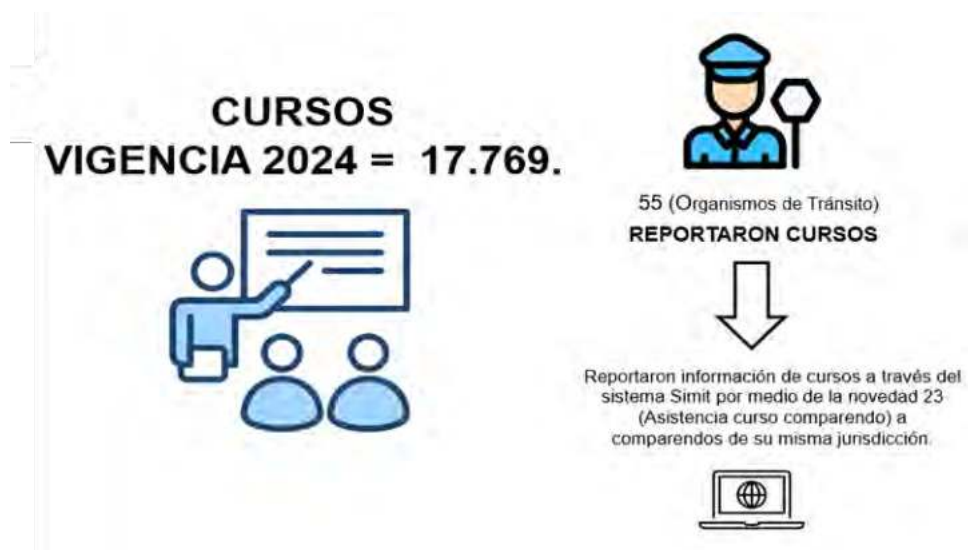 CURSOS
VIGENCIA 2024 = 17.769.
55 (Organismos de Tránsito)
REPORTARON CURSOS
Reportaron información de cursos a través del
sistema Simit por medio de la novedad 23
(Asistencia curso comparendo) a
comparendos de su misma jurisdicción.